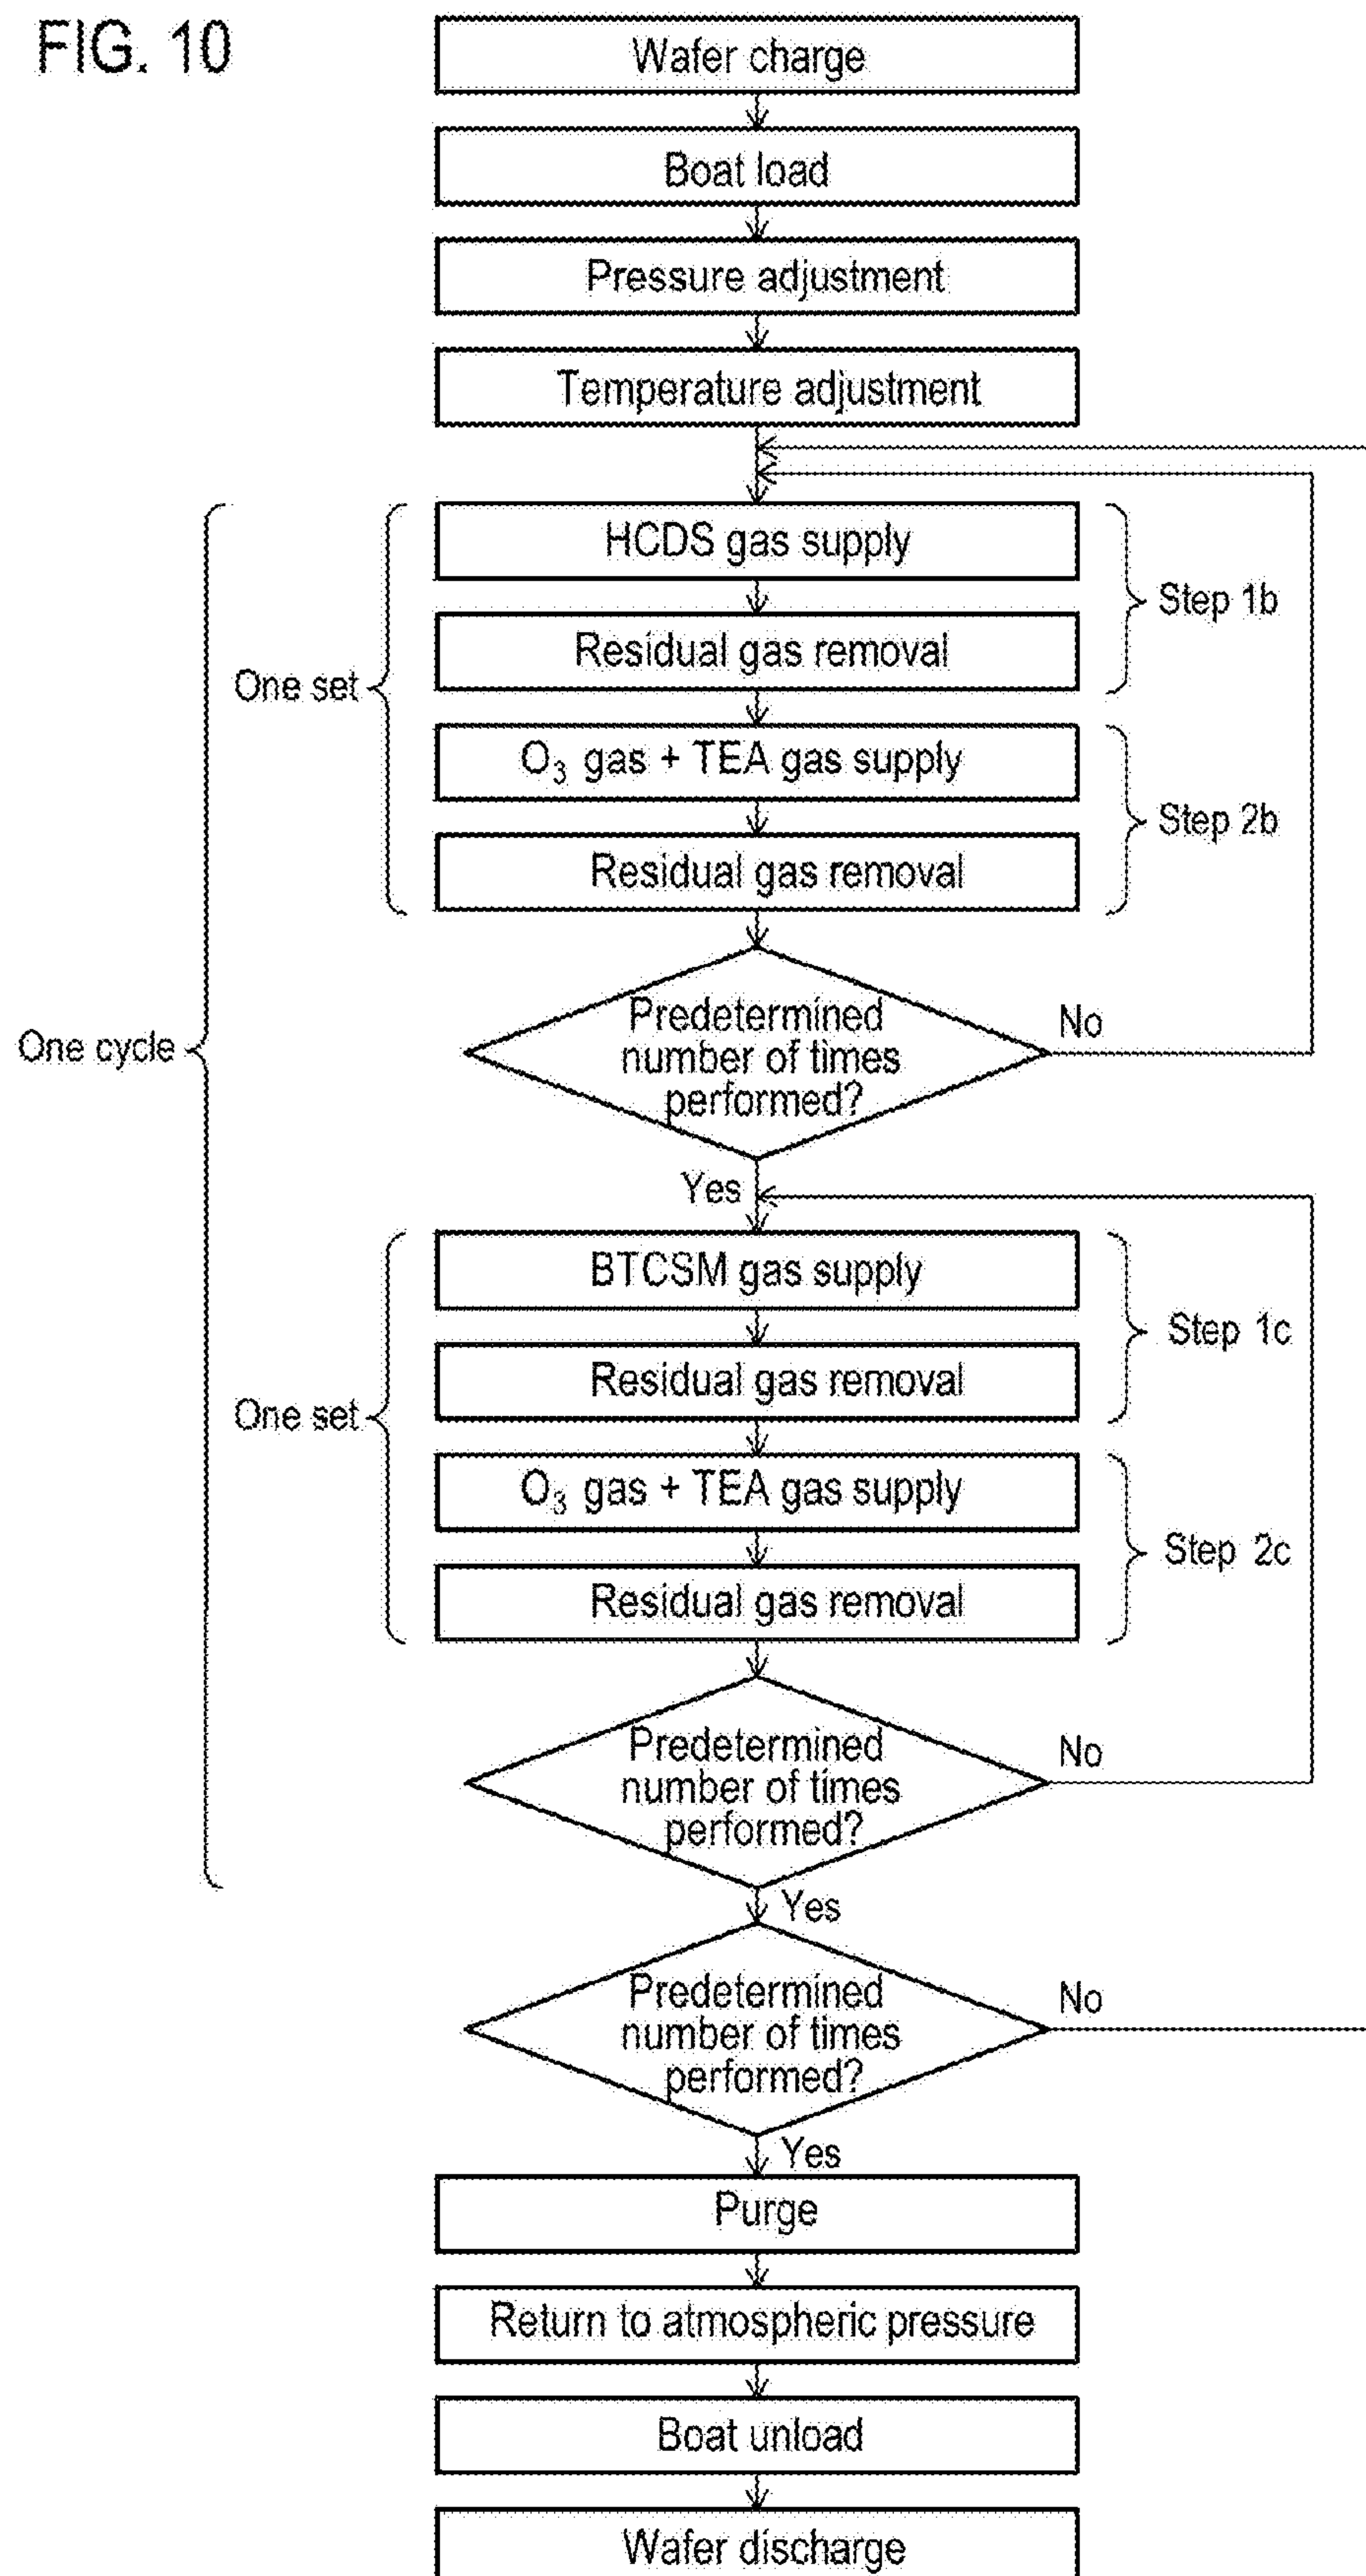 FIG. 10
Wafer charge
Boat load
Pressure adjustment
Temperature adjustment
HCDS gas supply
Step 1b
Residual gas removal
One set
O₃ gas + TEA gas supply
Step 2b
Residual gas removal
Predetermined
number of times
performed?
No
One cycle
Yes
BTCSM gas supply
Step 1c
Residual gas removal
One set
O₃ gas + TEA gas supply
Step 2c
Residual gas removal
Predetermined
number of times
performed?
No
Yes
Predetermined
number of times
performed?
No
Yes
Purge
Return to atmospheric pressure
Boat unload
Wafer discharge